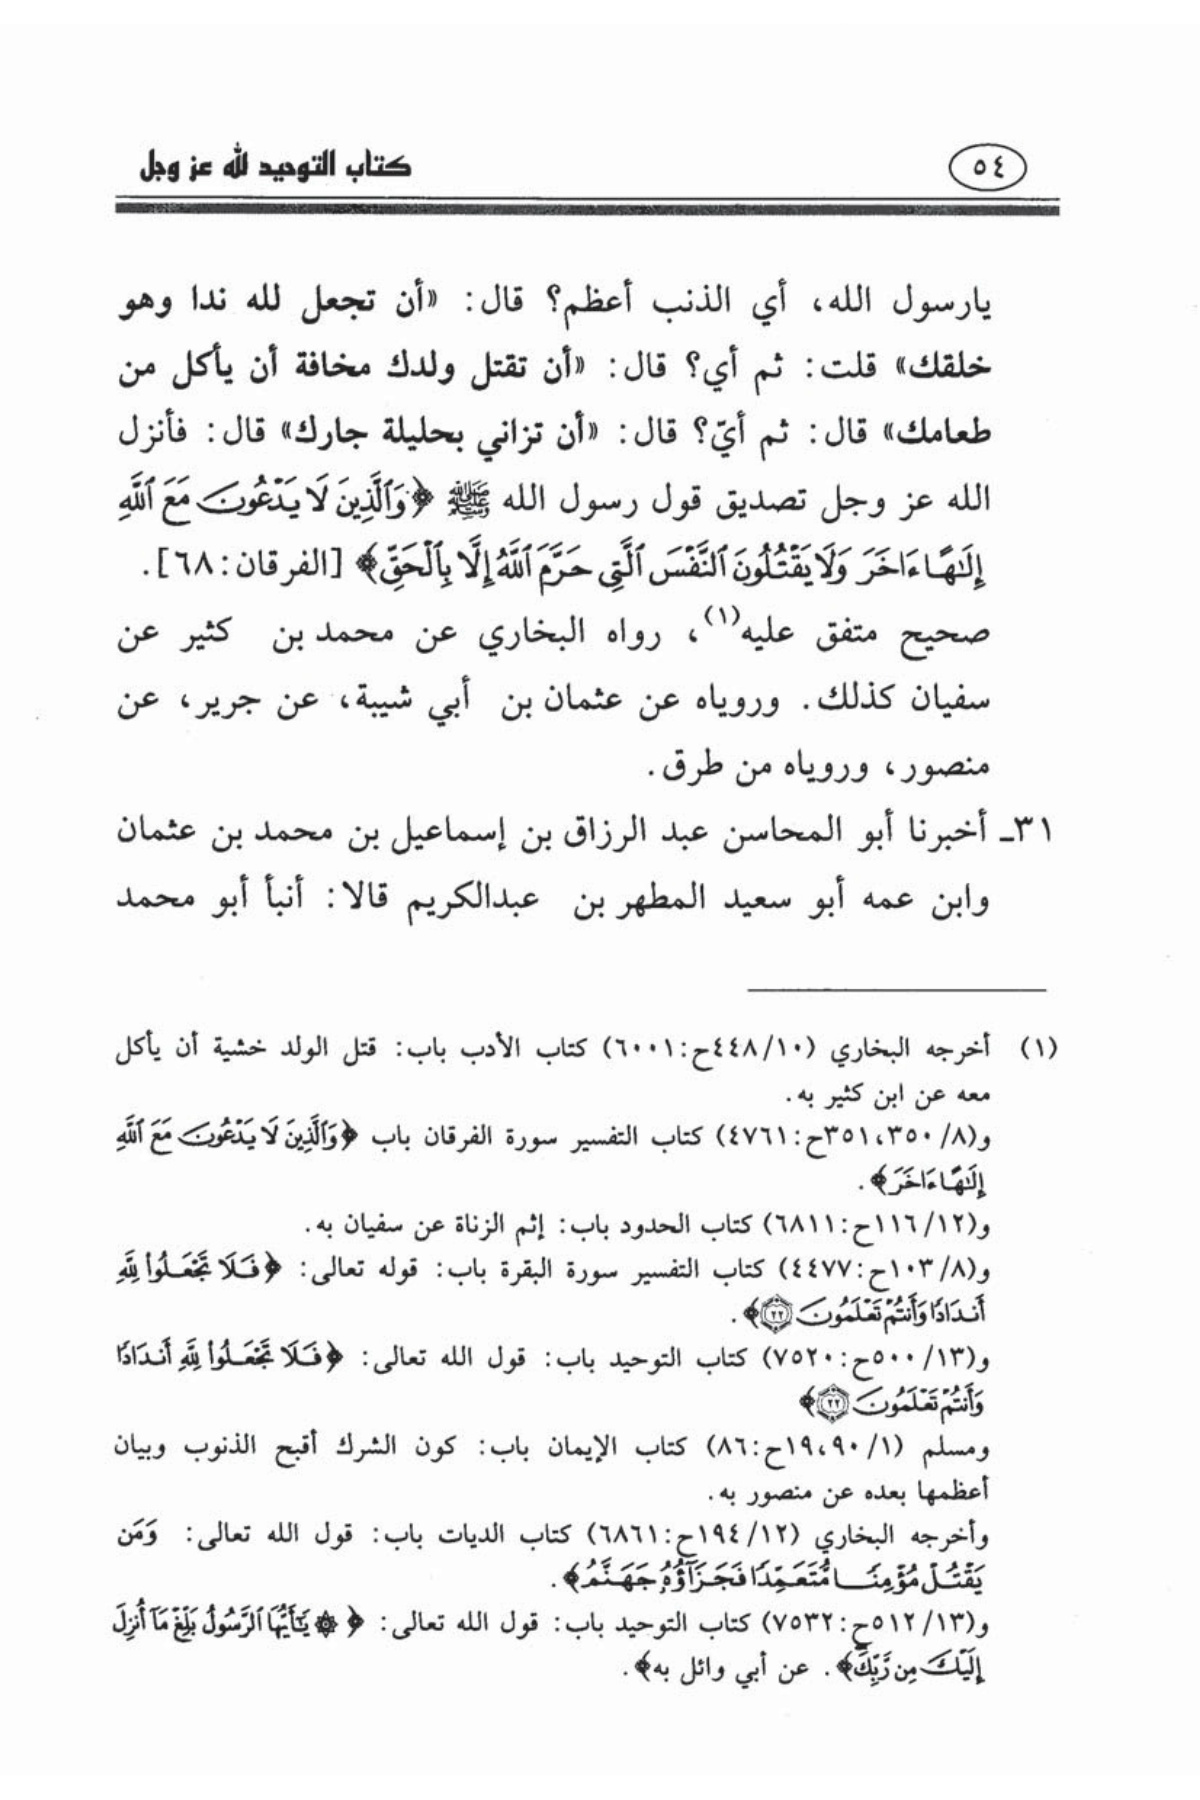 ٥٤
كتاب التوحيد لله عز وجل
يارسول الله، أي الذنب أعظم؟ قال: «أن تجعل لله ندا وهو
خلقك» قلت: ثم أي؟ قال: «أن تقتل ولدك مخافة أن يأكل من
طعامك» قال: ثم أيّ؟ قال: «أن تزاني بحليلة جارك» قال: فأنزل
الله عز وجل تصديق قول رسول الله ﷺ ﴿وَٱلَّذِينَ لَا يَدْعُونَ مَعَ ٱللَّهِ
إِلَـٰهًا ءَاخَرَ وَلَا يَقْتُلُونَ ٱلنَّفْسَ ٱلَّتِى حَرَّمَ ٱللَّهُ إِلَّا بِٱلْحَقِّ﴾ [الفرقان: ٦٨].
صحيح متفق عليه(١)، رواه البخاري عن محمد بن كثير عن
سفيان كذلك. وروياه عن عثمان بن أبي شيبة، عن جرير، عن
منصور، وروياه من طرق.
٣١ـ أخبرنا أبو المحاسن عبد الرزاق بن إسماعيل بن محمد بن عثمان
وابن عمه أبو سعيد المطهر بن عبدالكريم قالا: أنبأ أبو محمد
(١) أخرجه البخاري (١٠/ ٤٤٨ح: ٦٠٠١) كتاب الأدب باب: قتل الولد خشية أن يأكل
معه عن ابن كثير به.
و(٨/ ٣٥٠،٣٥١ح: ٤٧٦١) كتاب التفسير سورة الفرقان باب ﴿وَٱلَّذِينَ لَا يَدْعُونَ مَعَ ٱللَّهِ
إِلَـٰهًا ءَاخَرَ﴾.
و(١٢/ ١١٦ح: ٦٨١١) كتاب الحدود باب: إثم الزناة عن سفيان به.
و(٨/ ١٠٣ح: ٤٤٧٧) كتاب التفسير سورة البقرة باب: قوله تعالى: ﴿فَلَا تَجْعَلُوا۟ لِلَّهِ
أَندَادًا وَأَنتُمْ تَعْلَمُونَ ٢٢﴾.
و(١٣/ ٥٠٠ح: ٧٥٢٠) كتاب التوحيد باب: قول الله تعالى: ﴿فَلَا تَجْعَلُوا۟ لِلَّهِ أَندَادًا
وَأَنتُمْ تَعْلَمُونَ ٢٢﴾
ومسلم (١/ ٩٠،١٩ح: ٨٦) كتاب الإيمان باب: كون الشرك أقبح الذنوب وبيان
أعظمها بعده عن منصور به.
وأخرجه البخاري (١٢/ ١٩٤ح: ٦٨٦١) كتاب الديات باب: قول الله تعالى: وَمَن
يَقْتُلْ مُؤْمِنًا مُّتَعَمِّدًا فَجَزَآؤُهُۥ جَهَنَّمُ﴾.
و(١٣/ ٥١٢ح: ٧٥٣٢) كتاب التوحيد باب: قول الله تعالى: ﴿۞ يَـٰٓأَيُّهَا ٱلرَّسُولُ بَلِّغْ مَآ أُنزِلَ
إِلَيْكَ مِن رَّبِّكَ﴾. عن أبي وائل به﴾.